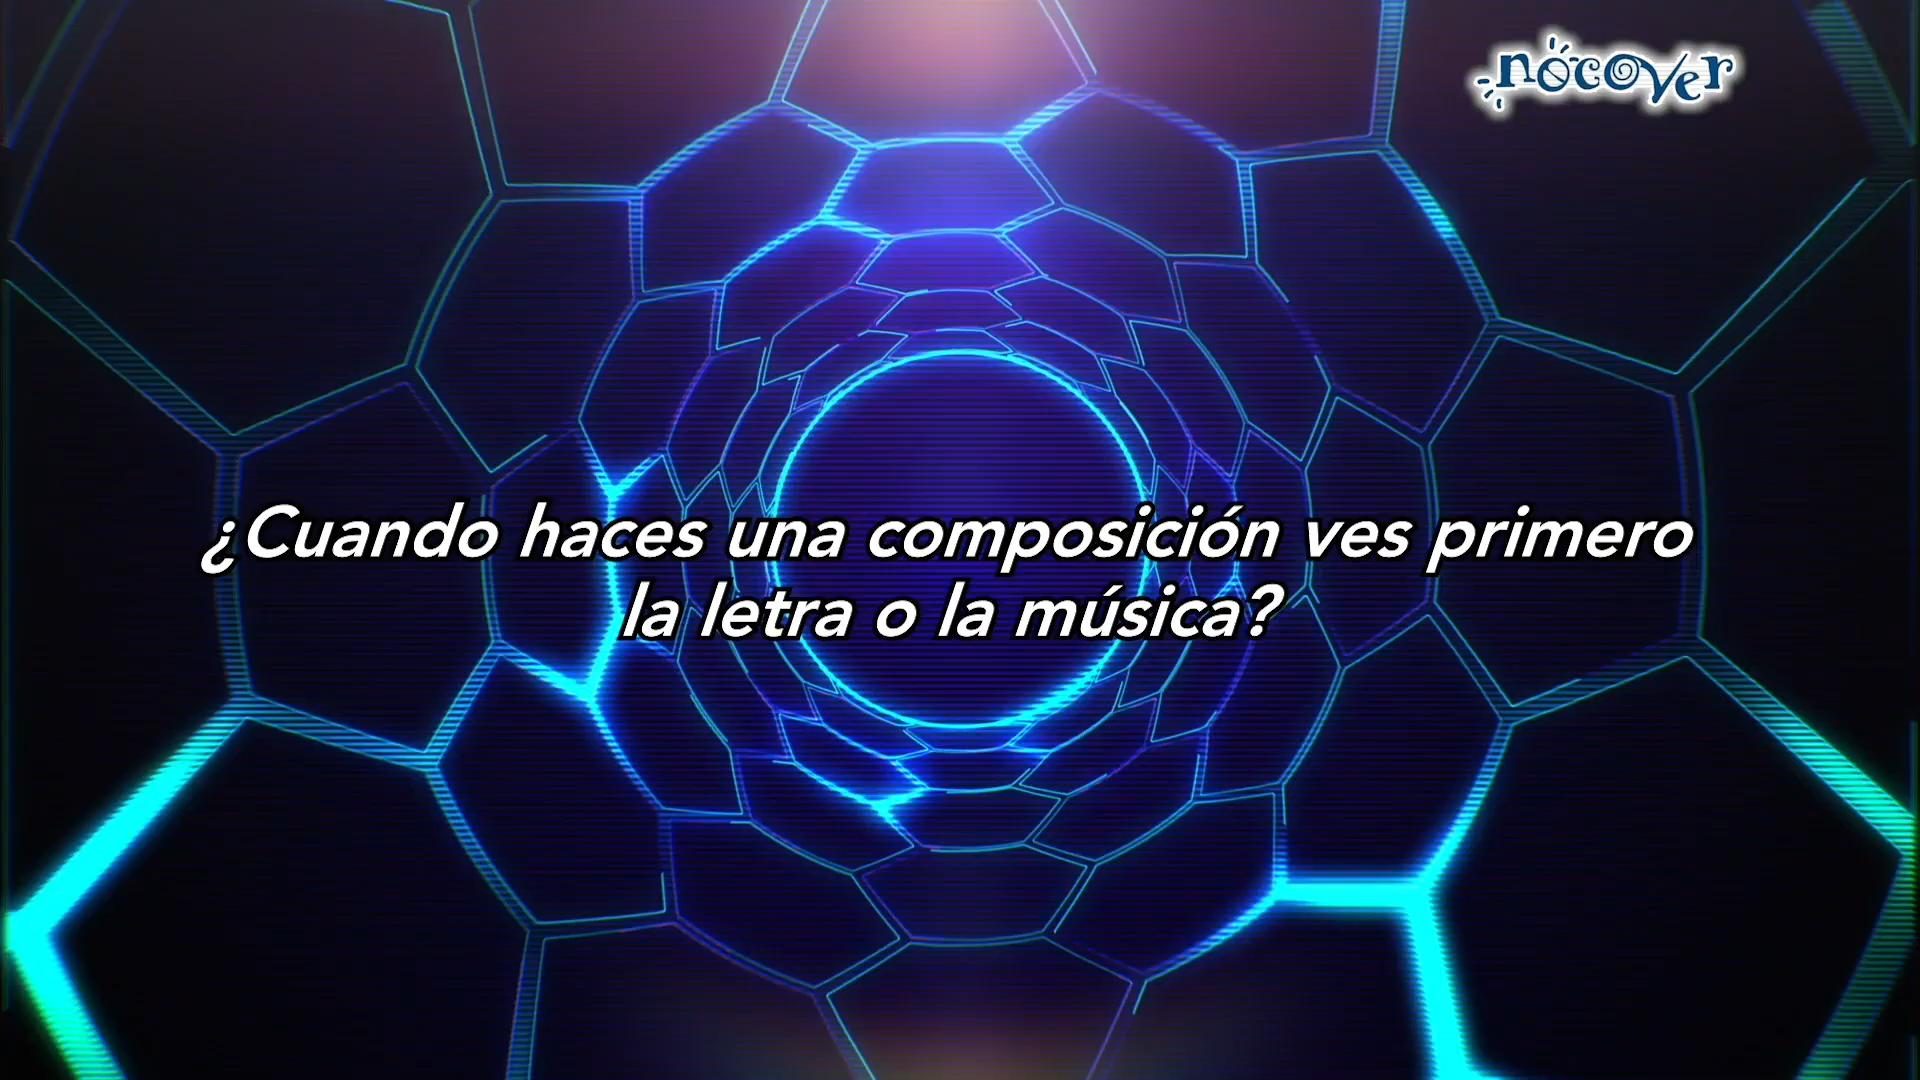 nocover
¿Cuando haces una composición ves primero
la letra o la música?